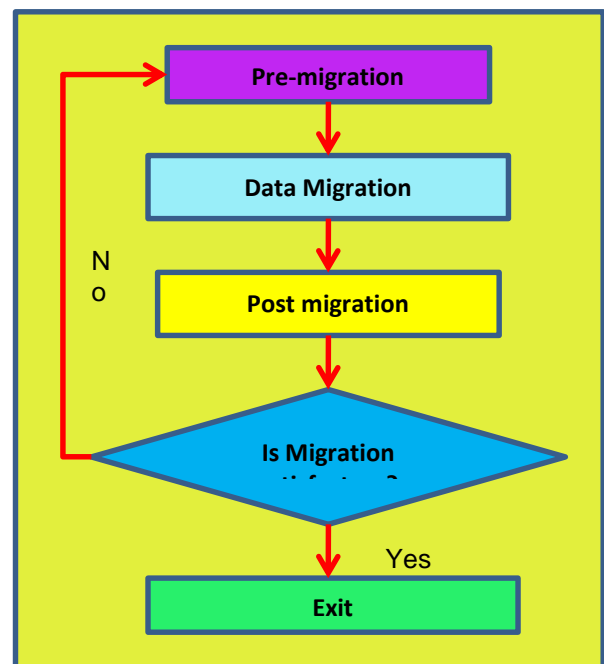 Pre-migration
Data Migration
N
o
Post migration
Is Migration
Yes
Exit